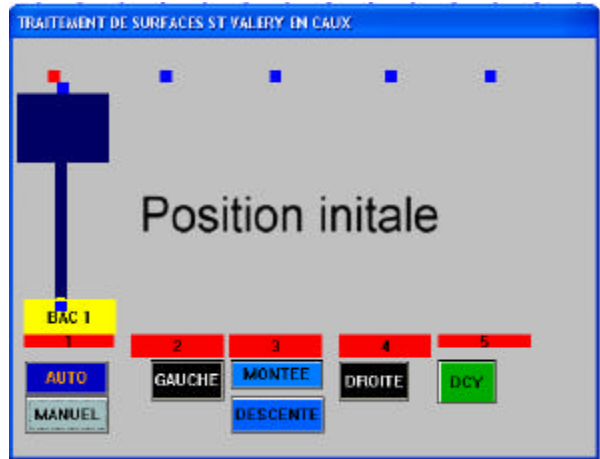 TRAITEMENT DE SURFACES ST VALERY EN CAUX
Position initale
BAC 1
1 2 3 4 5
AUTO GAUCHE MONTEE DROITE DCY
MANUEL DESCENTE